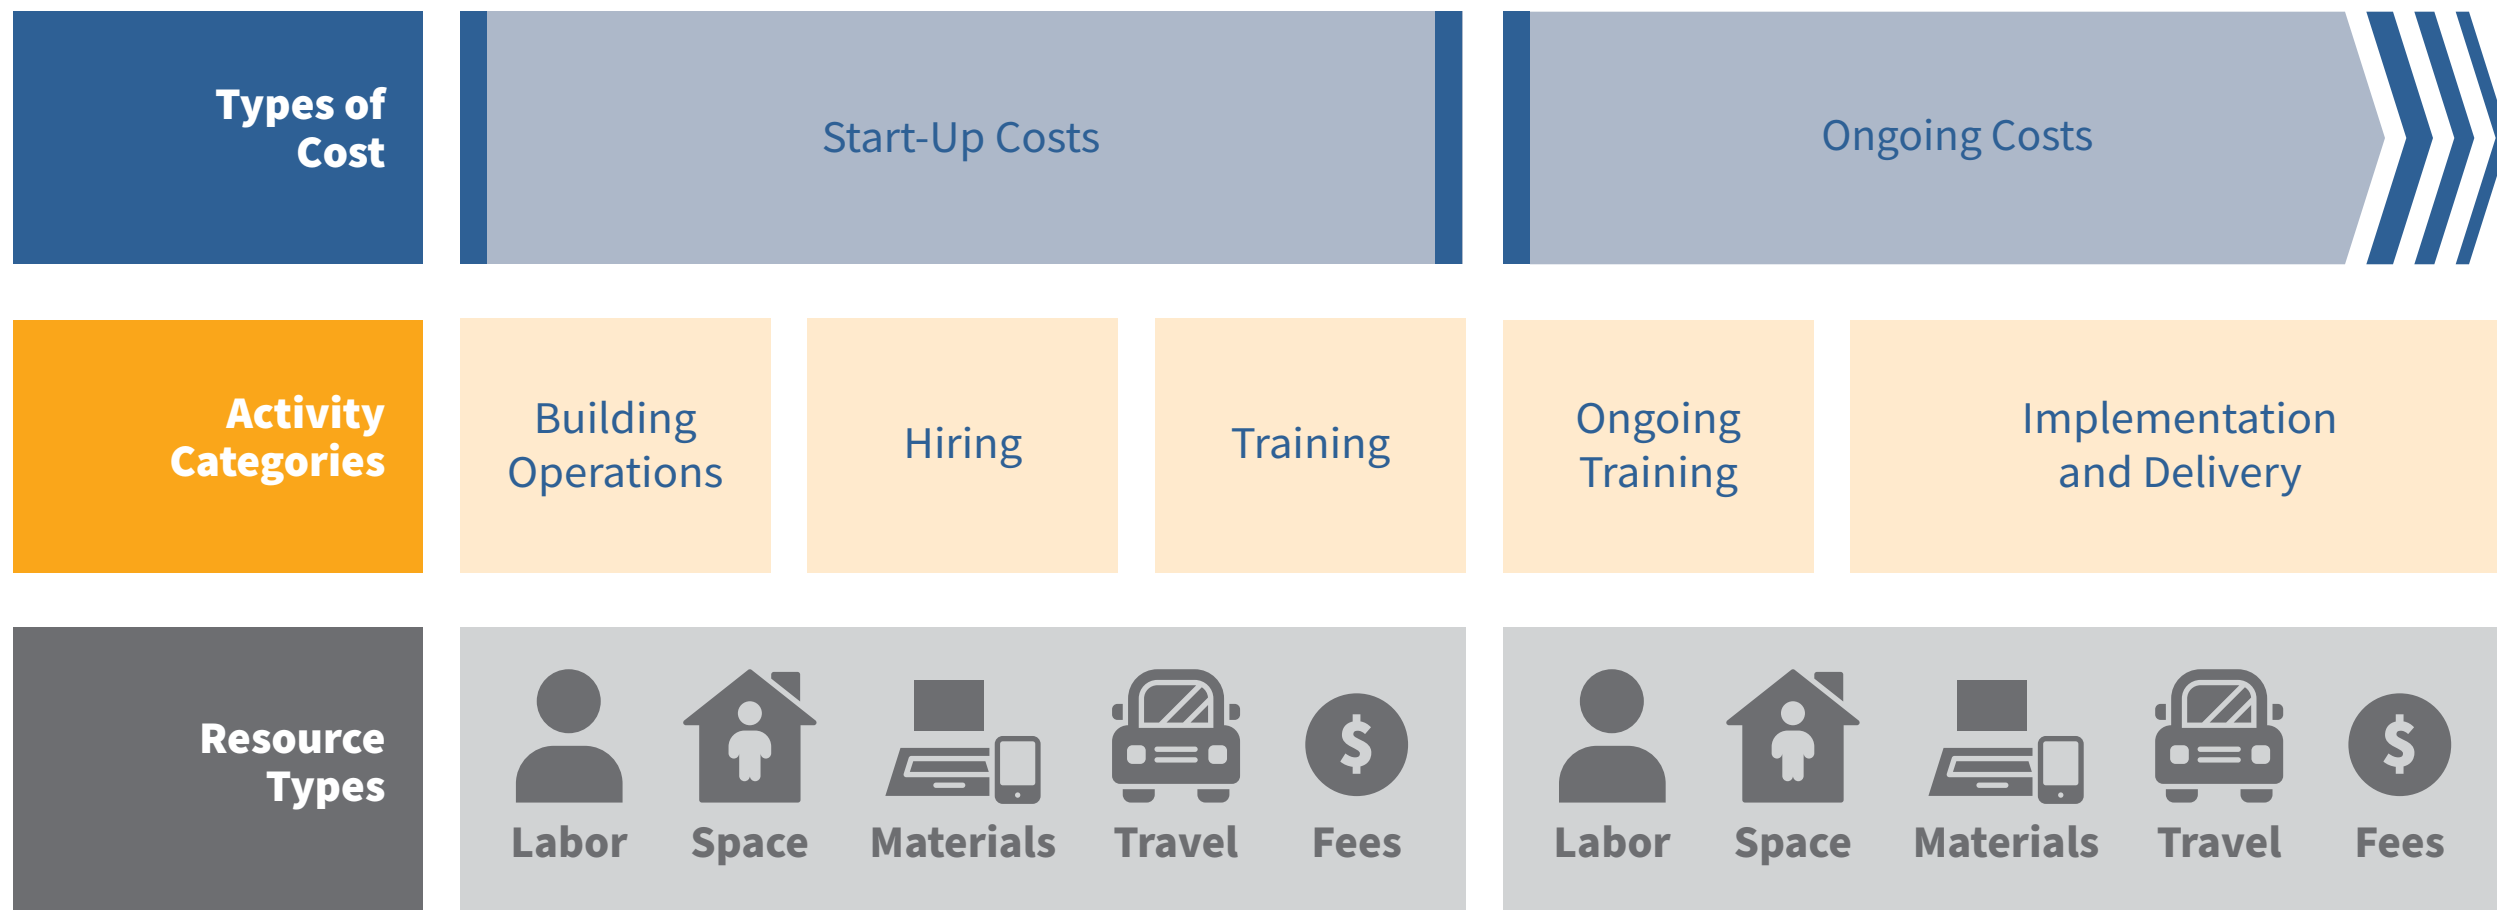 Types of
Cost
Start-Up Costs
Ongoing Costs
Activity
Categories
Building
Operations
Hiring
Training
Ongoing
Training
Implementation
and Delivery
Resource
Types
$
$
Labor
Space
Materials
Travel
Fees
Labor
Space
Materials
Travel
Fees